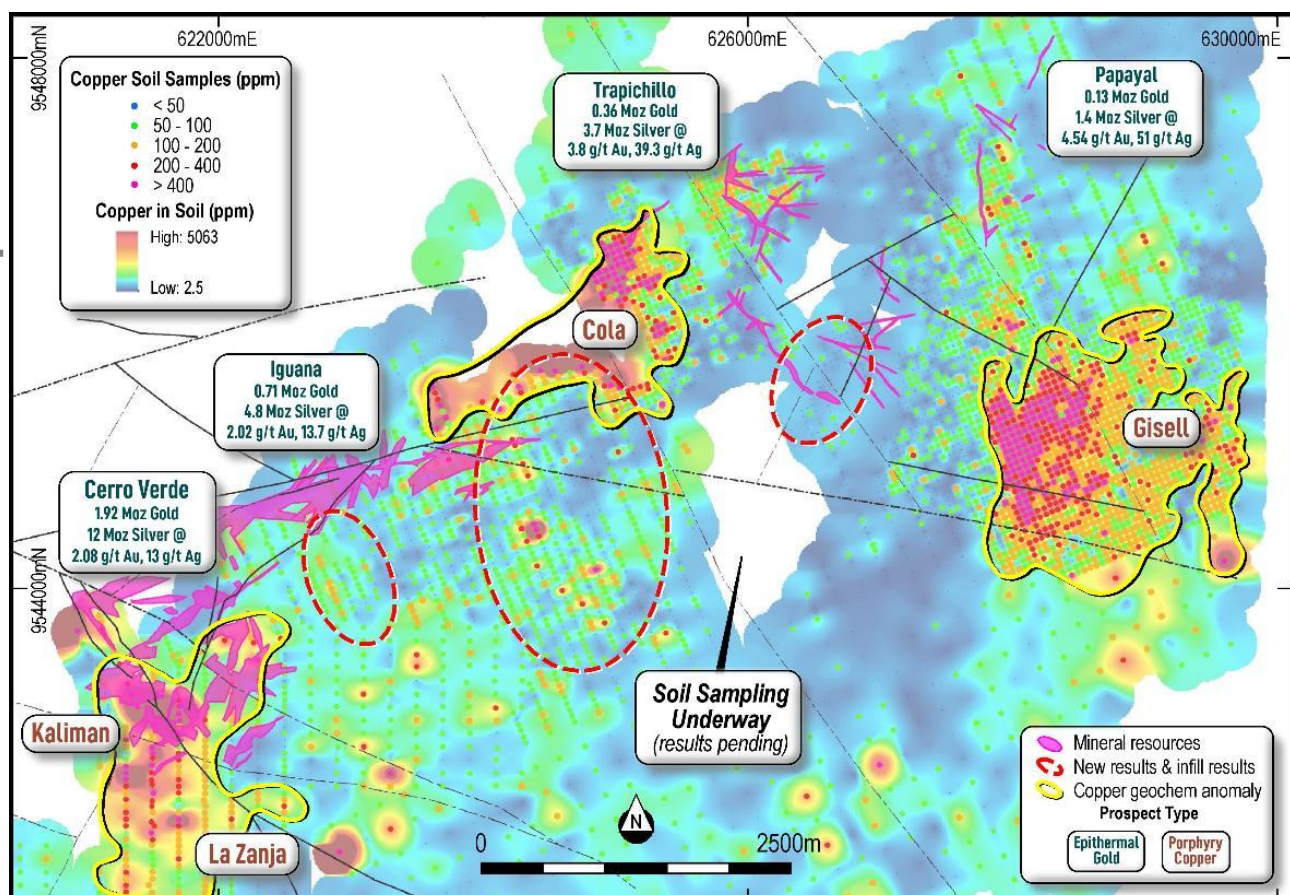 622000mE
626000mE
630000mE
9548000mN
9544000mN
Copper Soil Samples (ppm)
< 50
50 - 100
100 - 200
200 - 400
> 400
Copper in Soil (ppm)
High: 5063
Low: 2.5
Trapichillo
0.36 Moz Gold
3.7 Moz Silver @
3.8 g/t Au, 39.3 g/t Ag
Papayal
0.13 Moz Gold
1.4 Moz Silver @
4.54 g/t Au, 51 g/t Ag
Cola
Iguana
0.71 Moz Gold
4.8 Moz Silver @
2.02 g/t Au, 13.7 g/t Ag
Gisell
Cerro Verde
1.92 Moz Gold
12 Moz Silver @
2.08 g/t Au, 13 g/t Ag
Kaliman
La Zanja
Soil Sampling
Underway
(results pending)
N
0
2500m
Mineral resources
New results & infill results
Copper geochem anomaly
Prospect Type
Epithermal
Gold
Porphyry
Copper